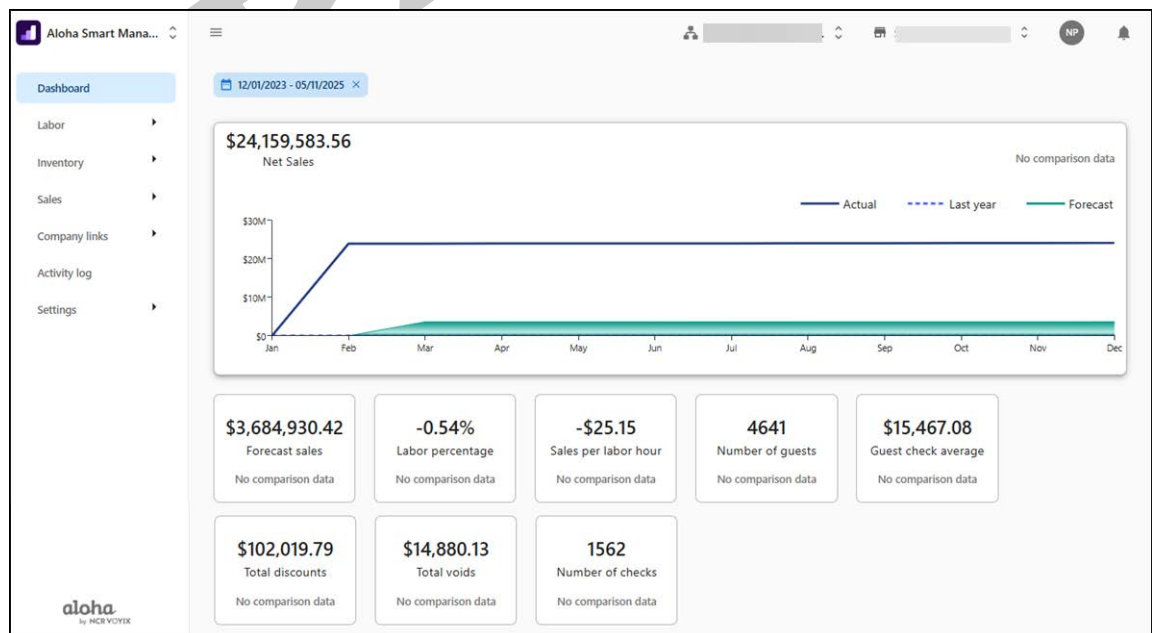 Aloha Smart Mana...
NP
Dashboard
12/01/2023 - 05/11/2025 ×
Labor
Inventory
Sales
Company links
Activity log
Settings
$24,159,583.56
Net Sales
No comparison data
Actual
Last year
Forecast
$30M
$20M
$10M
$0
Jan Feb Mar Apr May Jun Jul Aug Sep Oct Nov Dec
$3,684,930.42
Forecast sales
No comparison data
-0.54%
Labor percentage
No comparison data
-$25.15
Sales per labor hour
No comparison data
4641
Number of guests
No comparison data
$15,467.08
Guest check average
No comparison data
$102,019.79
Total discounts
No comparison data
$14,880.13
Total voids
No comparison data
1562
Number of checks
No comparison data
aloha
by NCR VOYIX